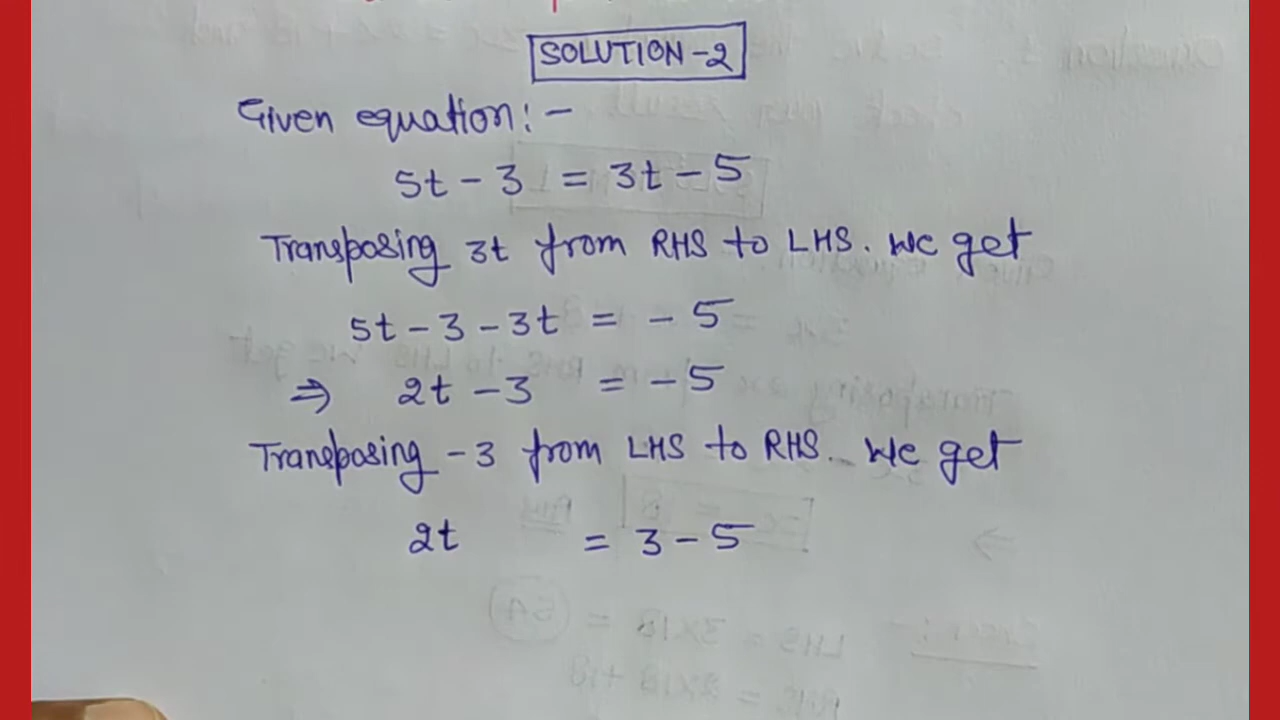 SOLUTION-2
Given equation:-
5t - 3 = 3t - 5
Transposing 3t from RHS to LHS. We get
5t - 3 - 3t = - 5
⇒ 2t - 3 = - 5
Transposing -3 from LHS to RHS. We get
2t = 3 - 5